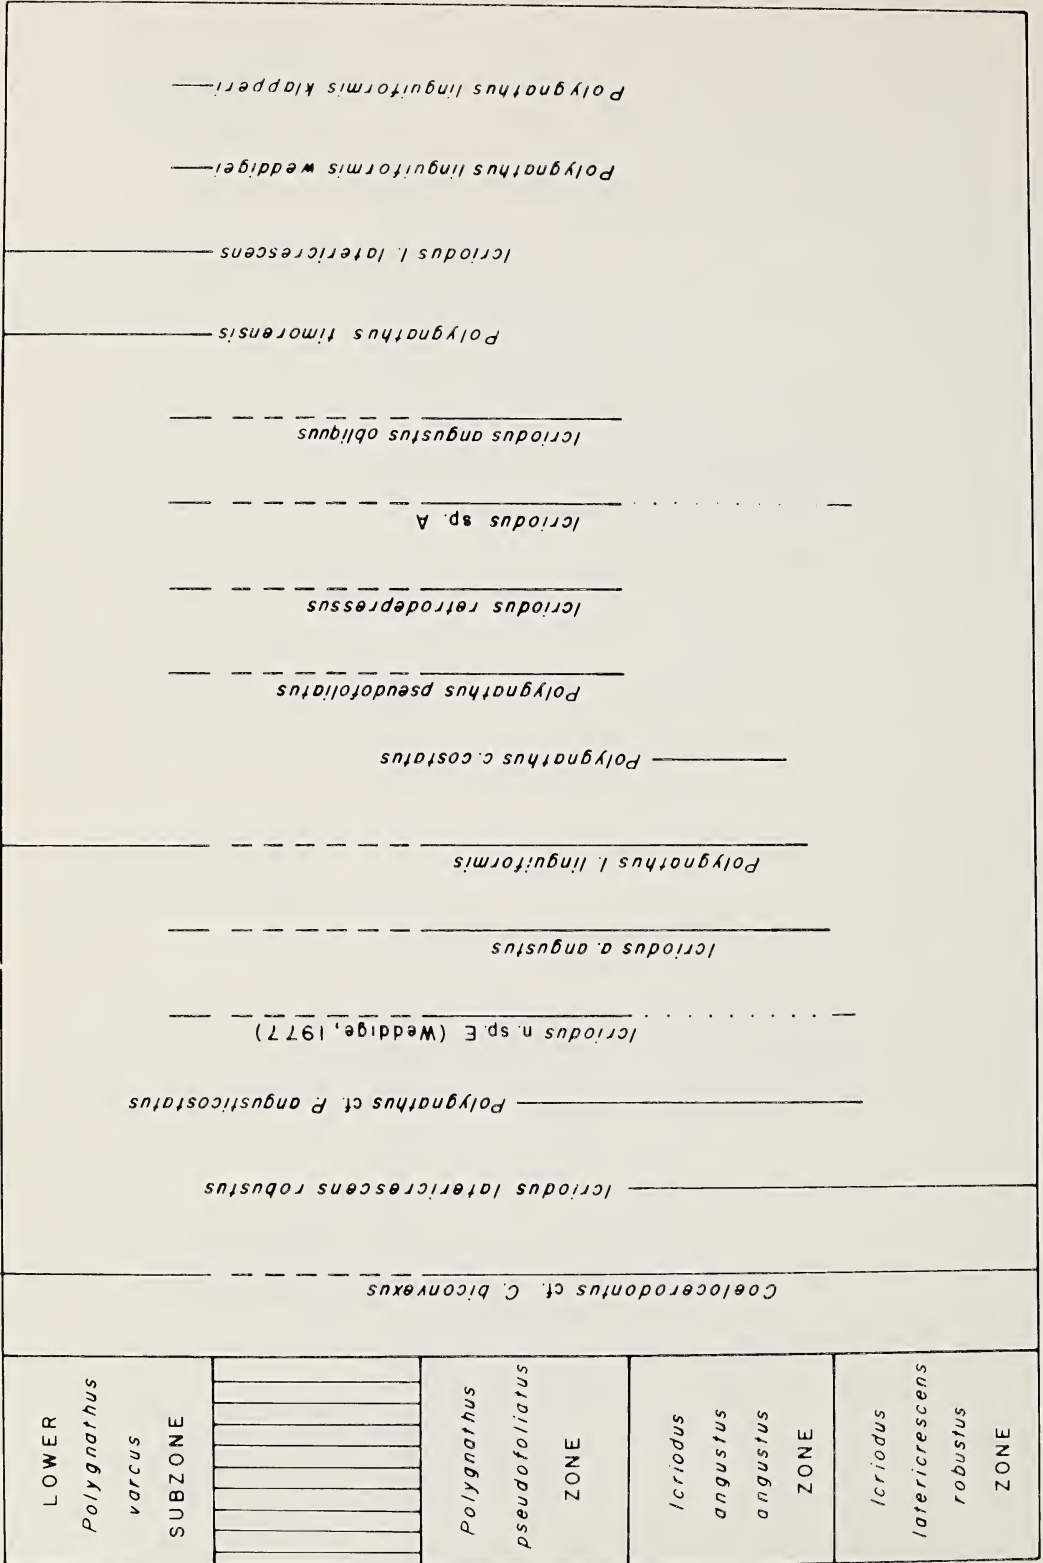 Polygnathus linguiformis klapperi
Polygnathus linguiformis weddigei
Icriodus l. latericrescens
Polygnathus timorensis
Icriodus angustus obliquus
Icriodus sp. A
Icriodus retrodepressus
Polygnathus pseudofoliatus
Polygnathus c. costatus
Polygnathus l. linguiformis
Icriodus a. angustus
Icriodus n. sp. E (Weddige, 1977)
Polygnathus cf. P. angusticostatus
Icriodus latericrescens robustus
Coelocerodontus cf. C. biconvexus
LOWER
Polygnathus
varcus
SUBZONE
Polygnathus
pseudofoliatus
ZONE
Icriodus
angustus
angustus
ZONE
Icriodus
latericrescens
robustus
ZONE